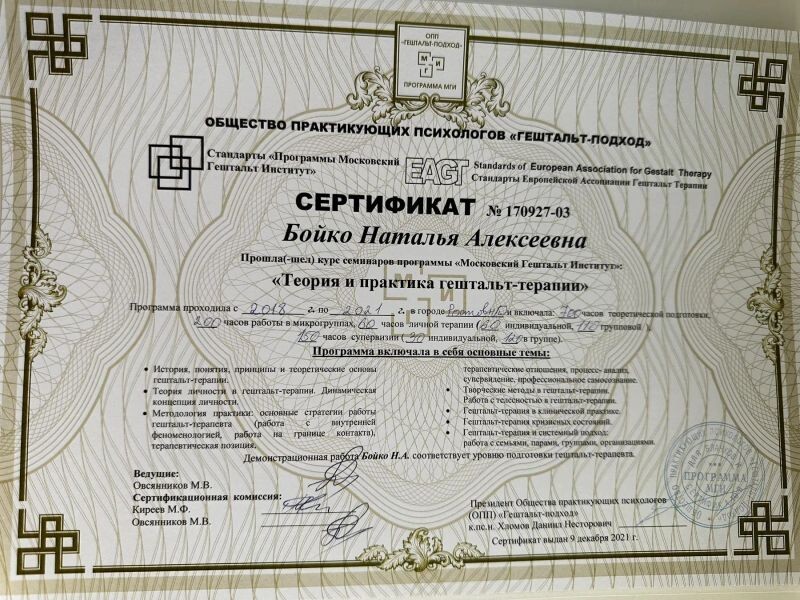 ОПП
«ГЕШТАЛЬТ-ПОДХОД»
М И
Г
ПРОГРАММА МГИ
ОБЩЕСТВО ПРАКТИКУЮЩИХ ПСИХОЛОГОВ «ГЕШТАЛЬТ-ПОДХОД»
Стандарты «Программы Московский
Гештальт Институт»
EAGT
Standards of European Association for Gestalt Therapy
Стандарты Европейской Ассоциации Гештальт Терапии
СЕРТИФИКАТ № 170927-03
Бойко Наталья Алексеевна
Прошла(-шел) курс семинаров программы «Московский Гештальт Институт»:
«Теория и практика гештальт-терапии»
Программа проходила с 2018 г. по 2021 г. в городе и включала: 700 часов теоретической подготовки,
200 часов работы в микрогруппах, часов личной терапии (60 индивидуальной, 110 групповой ),
150 часов супервизии ( 30 индивидуальной, 120 в группе).
Программа включала в себя основные темы:
• История, понятия, принципы и теоретические основы
гештальт-терапии.
• Теория личности в гештальт-терапии. Динамическая
концепция личности.
• Методология практики: основные стратегии работы
гештальт-терапевта (работа с внутренней
феноменологией, работа на границе контакта),
терапевтическая позиция,
терапевтические отношения, процесс- анализ,
супервидение, профессиональное самосознание.
• Творческие методы в гештальт-терапии.
Работа с телесностью в гештальт-терапии.
• Гештальт-терапия в клинической практике.
• Гештальт-терапия кризисных состояний.
• Гештальт-терапия и системный подход:
работа с семьями, парами, группами, организациями.
Демонстрационная работа Бойко Н.А. соответствует уровню подготовки гештальт-терапевта.
Ведущие:
Овсянников М.В.
Сертификационная комиссия:
Киреев М.Ф.
Овсянников М.В.
Президент Общества практикующих психологов
(ОПП) «Гештальт-подход»
к.пс.н. Хломов Даниил Несторович
Сертификат выдан 9 декабря 2021 г.
ПРОГРАММА
МГИ